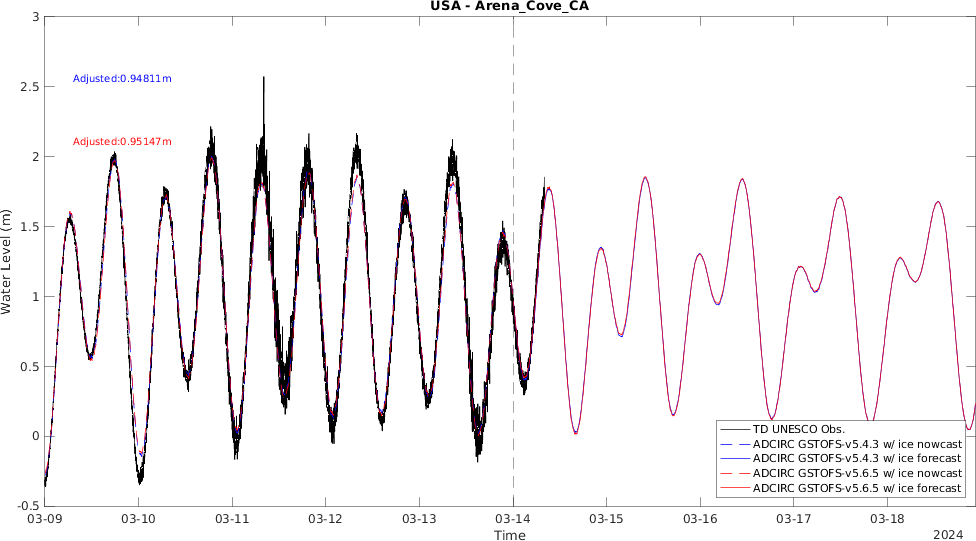 USA - Arena_Cove_CA
3
2.5
2
1.5
1
0.5
0
-0.5
Water Level (m)
Adjusted:0.94811m
Adjusted:0.95147m
TD UNESCO Obs.
ADCIRC GSTOFS-v5.4.3 w/ ice nowcast
ADCIRC GSTOFS-v5.4.3 w/ ice forecast
ADCIRC GSTOFS-v5.6.5 w/ ice nowcast
ADCIRC GSTOFS-v5.6.5 w/ ice forecast
03-09 03-10 03-11 03-12 03-13 03-14 03-15 03-16 03-17 03-18
Time
2024